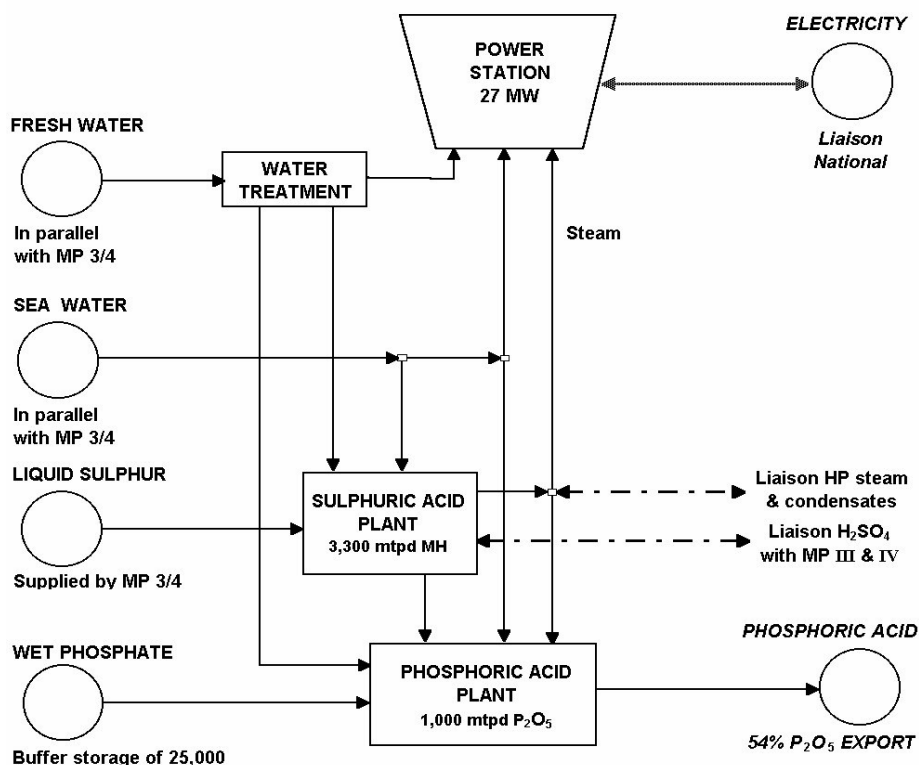 ELECTRICITY
POWER
STATION
27 MW
Liaison
National
FRESH WATER
WATER
TREATMENT
In parallel
with MP 3/4
Steam
SEA WATER
In parallel
with MP 3/4
LIQUID SULPHUR
SULPHURIC ACID
PLANT
3,300 mtpd MH
Liaison HP steam
& condensates
Liaison H₂SO₄
with MP III & IV
Supplied by MP 3/4
PHOSPHORIC ACID
WET PHOSPHATE
PHOSPHORIC ACID
PLANT
1,000 mtpd P₂O₅
Buffer storage of 25,000
54% P₂O₅ EXPORT